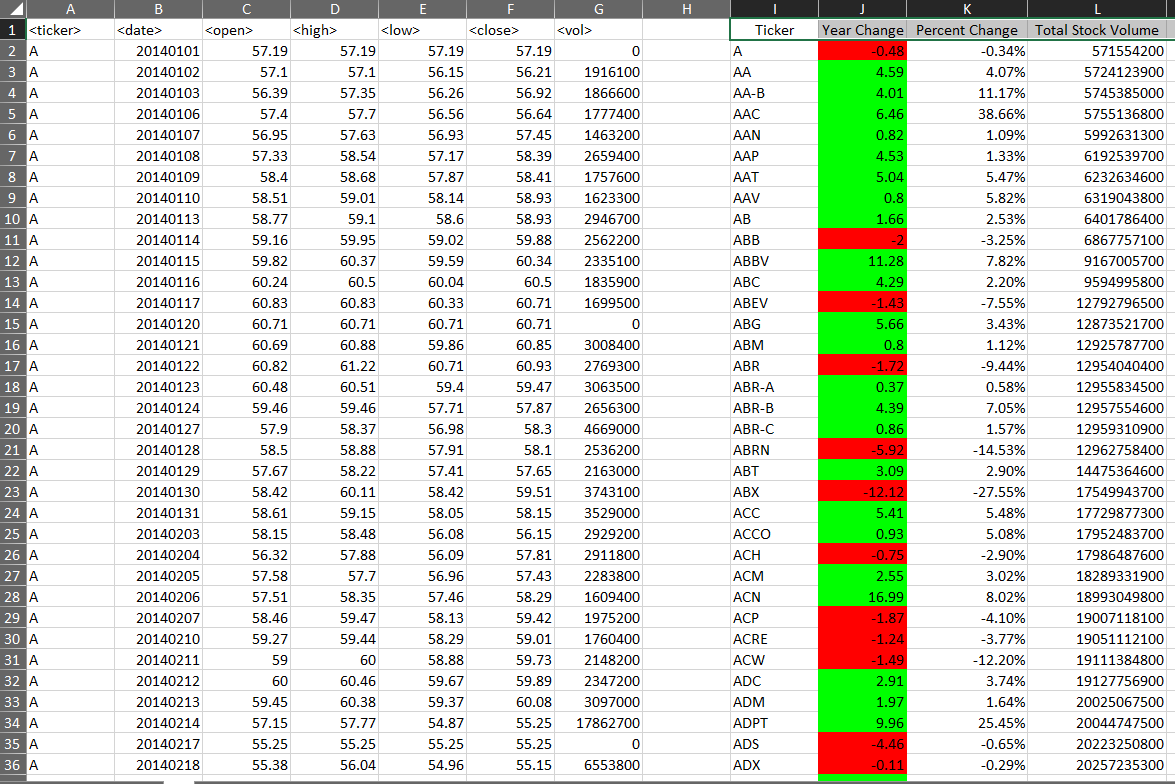 A B C D E F G H I J K L
1 <ticker> <date> <open> <high> <low> <close> <vol> Ticker Year Change Percent Change Total Stock Volume
2 A 20140101 57.19 57.19 57.19 57.19 0 A -0.48 -0.34% 571554200
3 A 20140102 57.1 57.1 56.15 56.21 1916100 AA 4.59 4.07% 5724123900
4 A 20140103 56.39 57.35 56.26 56.92 1866600 AA-B 4.01 11.17% 5745385000
5 A 20140106 57.4 57.7 56.56 56.64 1777400 AAC 6.46 38.66% 5755136800
6 A 20140107 56.95 57.63 56.93 57.45 1463200 AAN 0.82 1.09% 5992631300
7 A 20140108 57.33 58.54 57.17 58.39 2659400 AAP 4.53 1.33% 6192539700
8 A 20140109 58.4 58.68 57.87 58.41 1757600 AAT 5.04 5.47% 6232634600
9 A 20140110 58.51 59.01 58.14 58.93 1623300 AAV 0.8 5.82% 6319043800
10 A 20140113 58.77 59.1 58.6 58.93 2946700 AB 1.66 2.53% 6401786400
11 A 20140114 59.16 59.95 59.02 59.88 2562200 ABB -2 -3.25% 6867757100
12 A 20140115 59.82 60.37 59.59 60.34 2335100 ABBV 11.28 7.82% 9167005700
13 A 20140116 60.24 60.5 60.04 60.5 1835900 ABC 4.29 2.20% 9594995800
14 A 20140117 60.83 60.83 60.33 60.71 1699500 ABEV -1.43 -7.55% 12792796500
15 A 20140120 60.71 60.71 60.71 60.71 0 ABG 5.66 3.43% 12873521700
16 A 20140121 60.69 60.88 59.86 60.85 3008400 ABM 0.8 1.12% 12925787700
17 A 20140122 60.82 61.22 60.71 60.93 2769300 ABR -1.72 -9.44% 12954040400
18 A 20140123 60.48 60.51 59.4 59.47 3063500 ABR-A 0.37 0.58% 12955834500
19 A 20140124 59.46 59.46 57.71 57.87 2656300 ABR-B 4.39 7.05% 12957554600
20 A 20140127 57.9 58.37 56.98 58.3 4669000 ABR-C 0.86 1.57% 12959310900
21 A 20140128 58.5 58.88 57.91 58.1 2536200 ABRN -5.92 -14.53% 12962758400
22 A 20140129 57.67 58.22 57.41 57.65 2163000 ABT 3.09 2.90% 14475364600
23 A 20140130 58.42 60.11 58.42 59.51 3743100 ABX -12.12 -27.55% 17549943700
24 A 20140131 58.61 59.15 58.05 58.15 3529000 ACC 5.41 5.48% 17729877300
25 A 20140203 58.15 58.48 56.08 56.15 2929200 ACCO 0.93 5.08% 17952483700
26 A 20140204 56.32 57.88 56.09 57.81 2911800 ACH -0.75 -2.90% 17986487600
27 A 20140205 57.58 57.7 56.96 57.43 2283800 ACM 2.55 3.02% 18289331900
28 A 20140206 57.51 58.35 57.46 58.29 1609400 ACN 16.99 8.02% 18993049800
29 A 20140207 58.46 59.47 58.13 59.42 1975200 ACP -1.87 -4.10% 19007118100
30 A 20140210 59.27 59.44 58.29 59.01 1760400 ACRE -1.24 -3.77% 19051112100
31 A 20140211 59 60 58.88 59.73 2148200 ACW -1.49 -12.20% 19111384800
32 A 20140212 60 60.46 59.67 59.89 2347200 ADC 2.91 3.74% 19127756900
33 A 20140213 59.45 60.38 59.37 60.08 3097000 ADM 1.97 1.64% 20025067500
34 A 20140214 57.15 57.77 54.87 55.25 17862700 ADPT 9.96 25.45% 20044747500
35 A 20140217 55.25 55.25 55.25 55.25 0 ADS -4.46 -0.65% 20223250800
36 A 20140218 55.38 56.04 54.96 55.15 6553800 ADX -0.11 -0.29% 20257235300